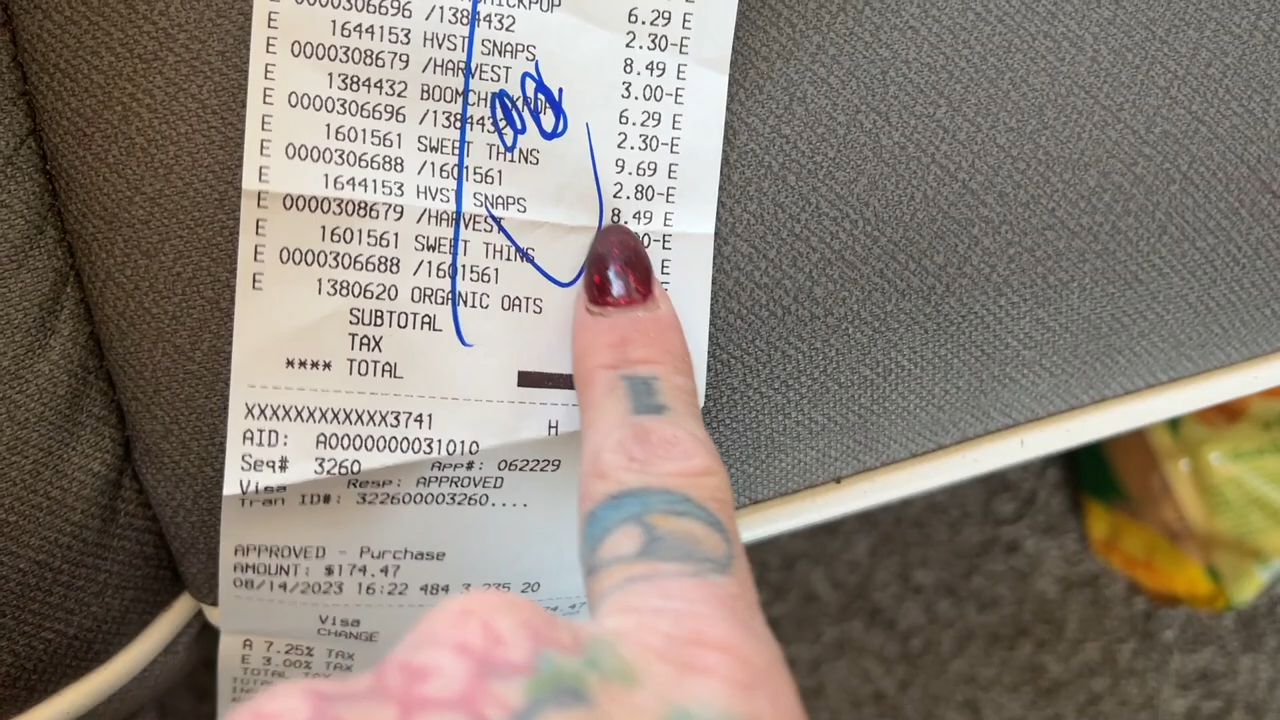 6.29 E
E 0000306696 /1384432 2.30-E
E 1644153 HVST SNAPS 8.49 E
E 0000308679 /HARVEST 3.00-E
E 1384432 BOOMCHICKPOP 6.29 E
E 0000306696 /1384432 2.30-E
E 1601561 SWEET THINS 9.69 E
E 0000306688 /1601561 2.80-E
E 1644153 HVST SNAPS 8.49 E
E 0000308679 /HARVEST 0-E
E 1601561 SWEET THINS E
E 0000306688 /1601561
E 1380620 ORGANIC OATS
SUBTOTAL
TAX
**** TOTAL
XXXXXXXXXXXX3741 H
AID: A0000000031010
Seq# 3260 App#: 062229
Visa Resp: APPROVED
Tran ID#: 322600003260....
APPROVED - Purchase
AMOUNT: $174.47
08/14/2023 16:22 484 3 235 20
Visa
CHANGE
A 7.25% TAX
E 3.00% TAX
TOTAL TAX